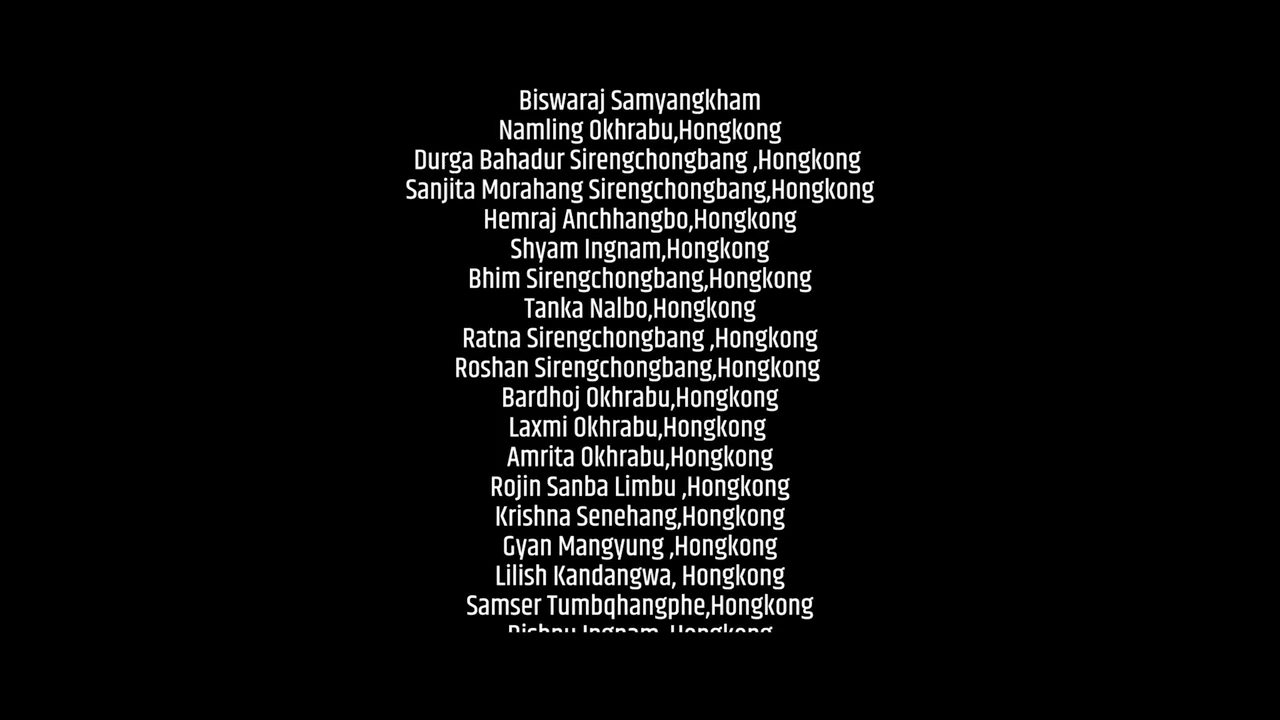 Biswaraj Samyangkham
Namling Okhrabu,Hongkong
Durga Bahadur Sirengchongbang ,Hongkong
Sanjita Morahang Sirengchongbang,Hongkong
Hemraj Anchhangbo,Hongkong
Shyam Ingnam,Hongkong
Bhim Sirengchongbang,Hongkong
Tanka Nalbo,Hongkong
Ratna Sirengchongbang ,Hongkong
Roshan Sirengchongbang,Hongkong
Bardhoj Okhrabu,Hongkong
Laxmi Okhrabu,Hongkong
Amrita Okhrabu,Hongkong
Rojin Sanba Limbu ,Hongkong
Krishna Senehang,Hongkong
Gyan Mangyung ,Hongkong
Lilish Kandangwa, Hongkong
Samser Tumbqhangphe,Hongkong
Ingnam, Hongkong